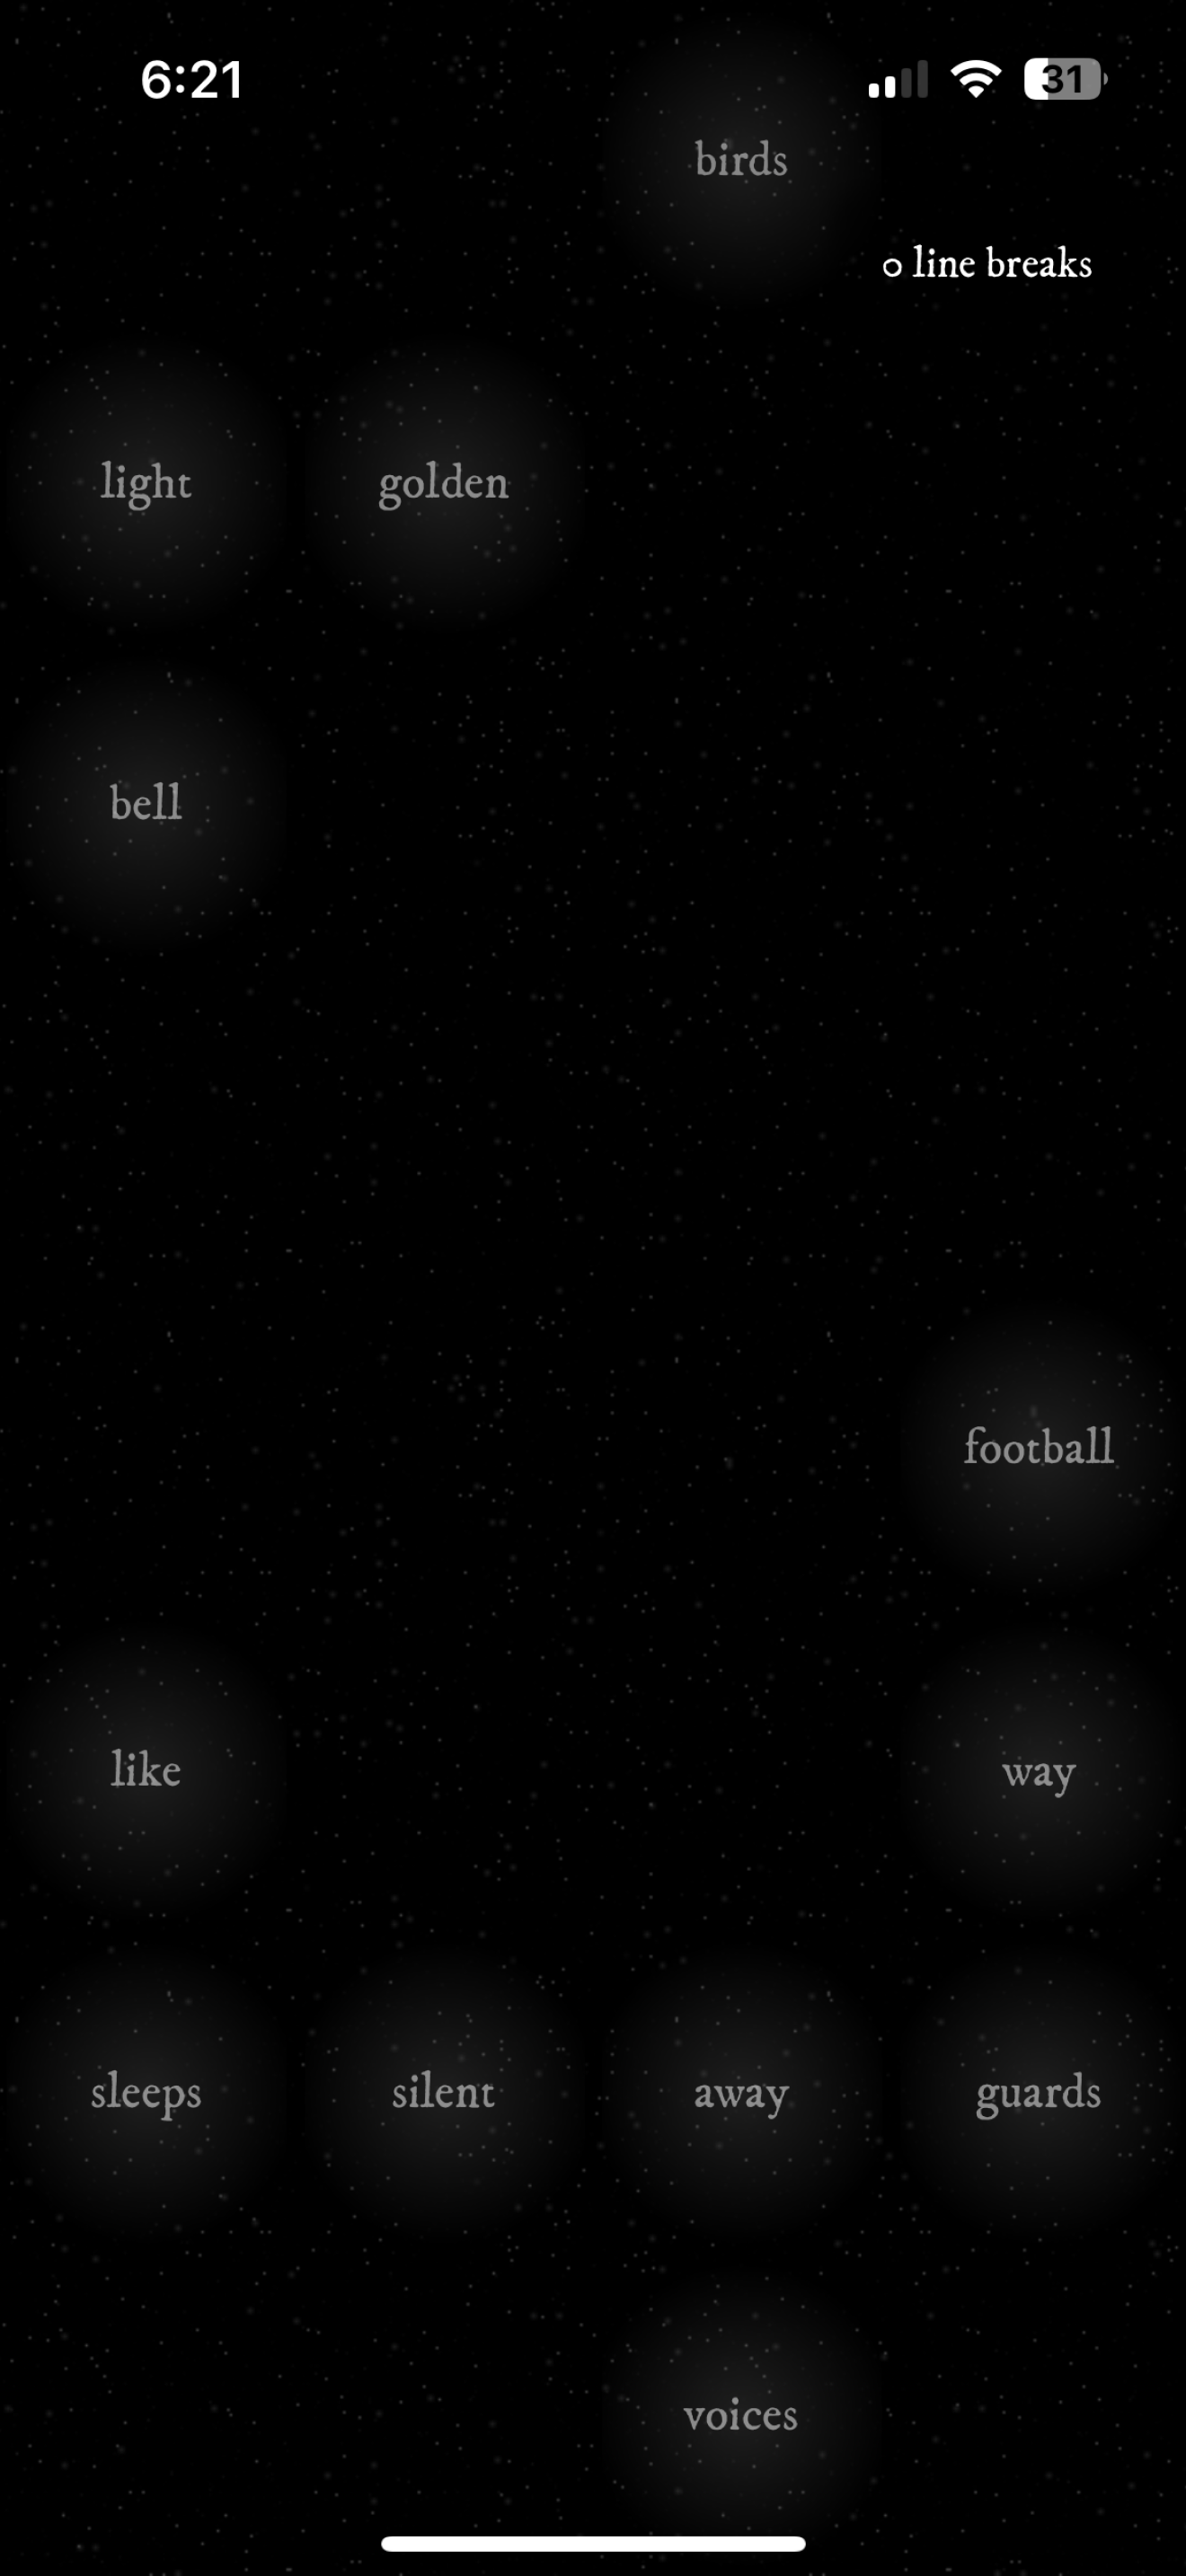 6:21 31
birds
o line breaks
light golden
bell
football
like way
sleeps silent away guards
voices